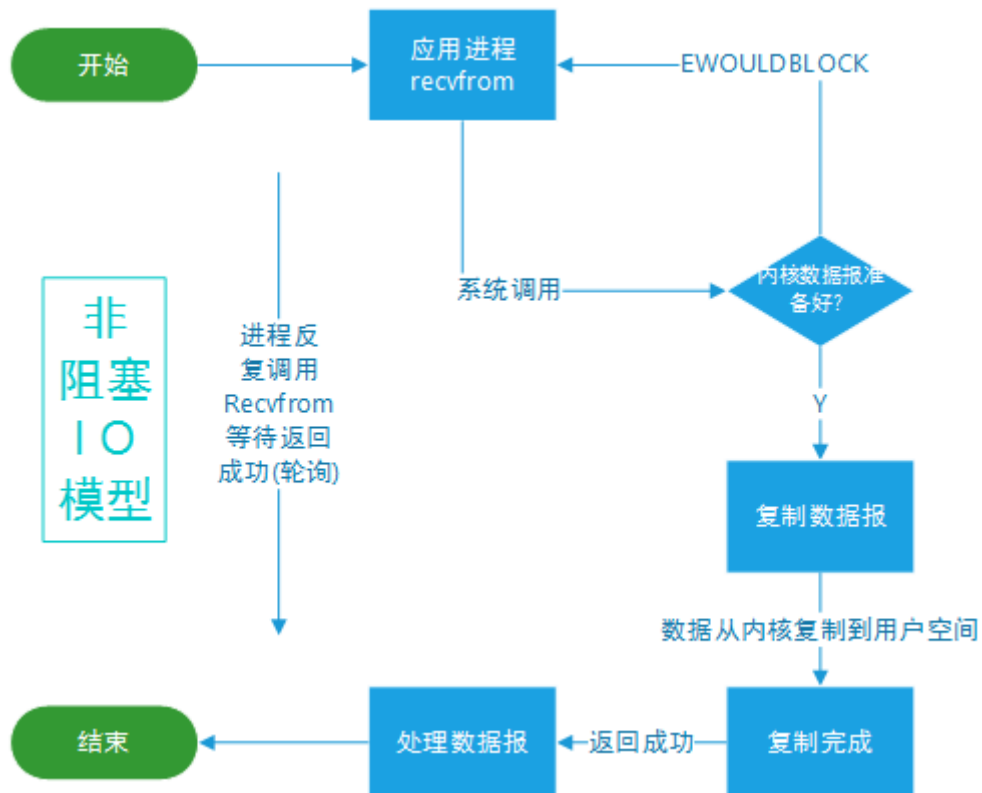 开始
应用进程
recvfrom
EWOULDBLOCK
系统调用
内核数据报准
备好?
非
阻塞
IO
模型
进程反
复调用
Recvfrom
等待返回
成功(轮询)
Y
复制数据报
数据从内核复制到用户空间
结束
处理数据报
返回成功
复制完成